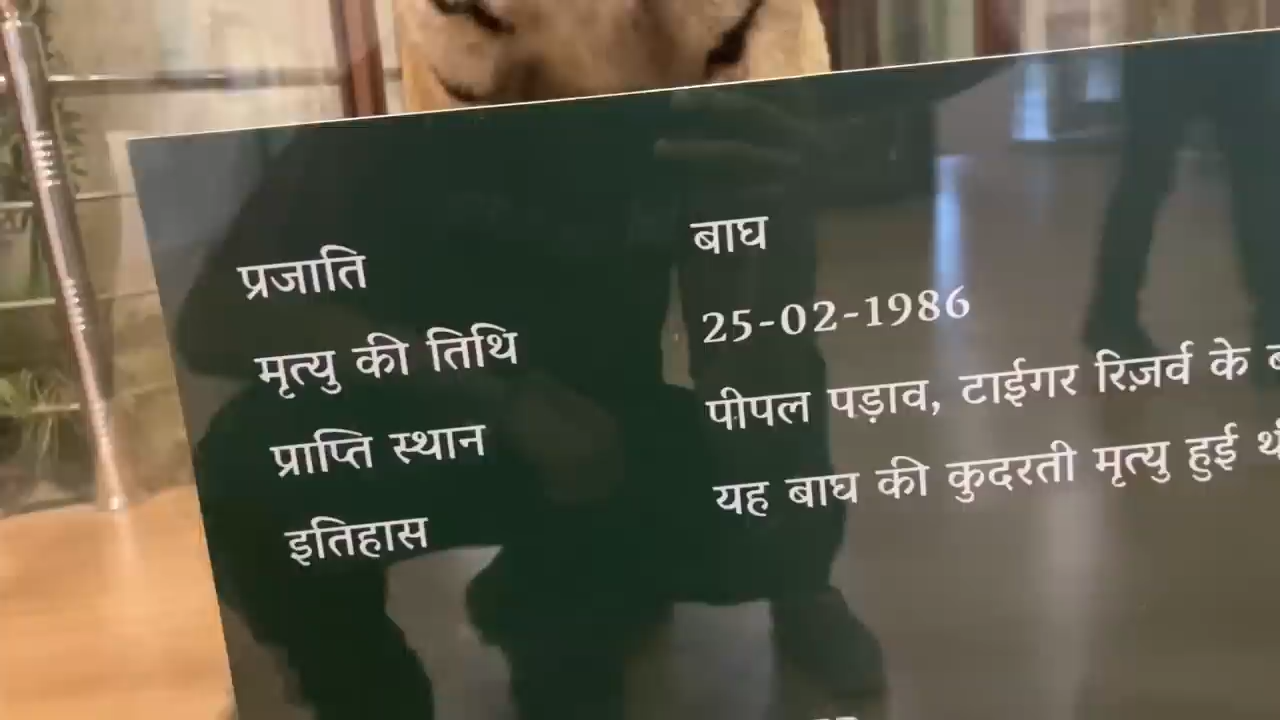 प्रजाति बाघ
मृत्यु की तिथि 25-02-1986
प्राप्ति स्थान पीपल पड़ाव, टाईगर रिज़र्व के
इतिहास यह बाघ की कुदरती मृत्यु हुई